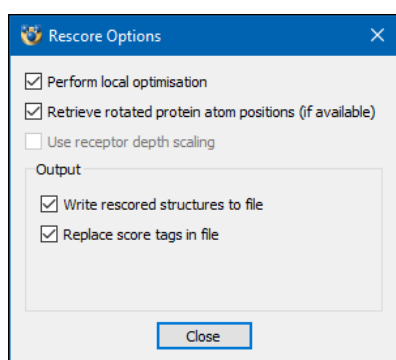 Rescore Options
Perform local optimisation
Retrieve rotated protein atom positions (if available)
Use receptor depth scaling
Output
Write rescored structures to file
Replace score tags in file
Close